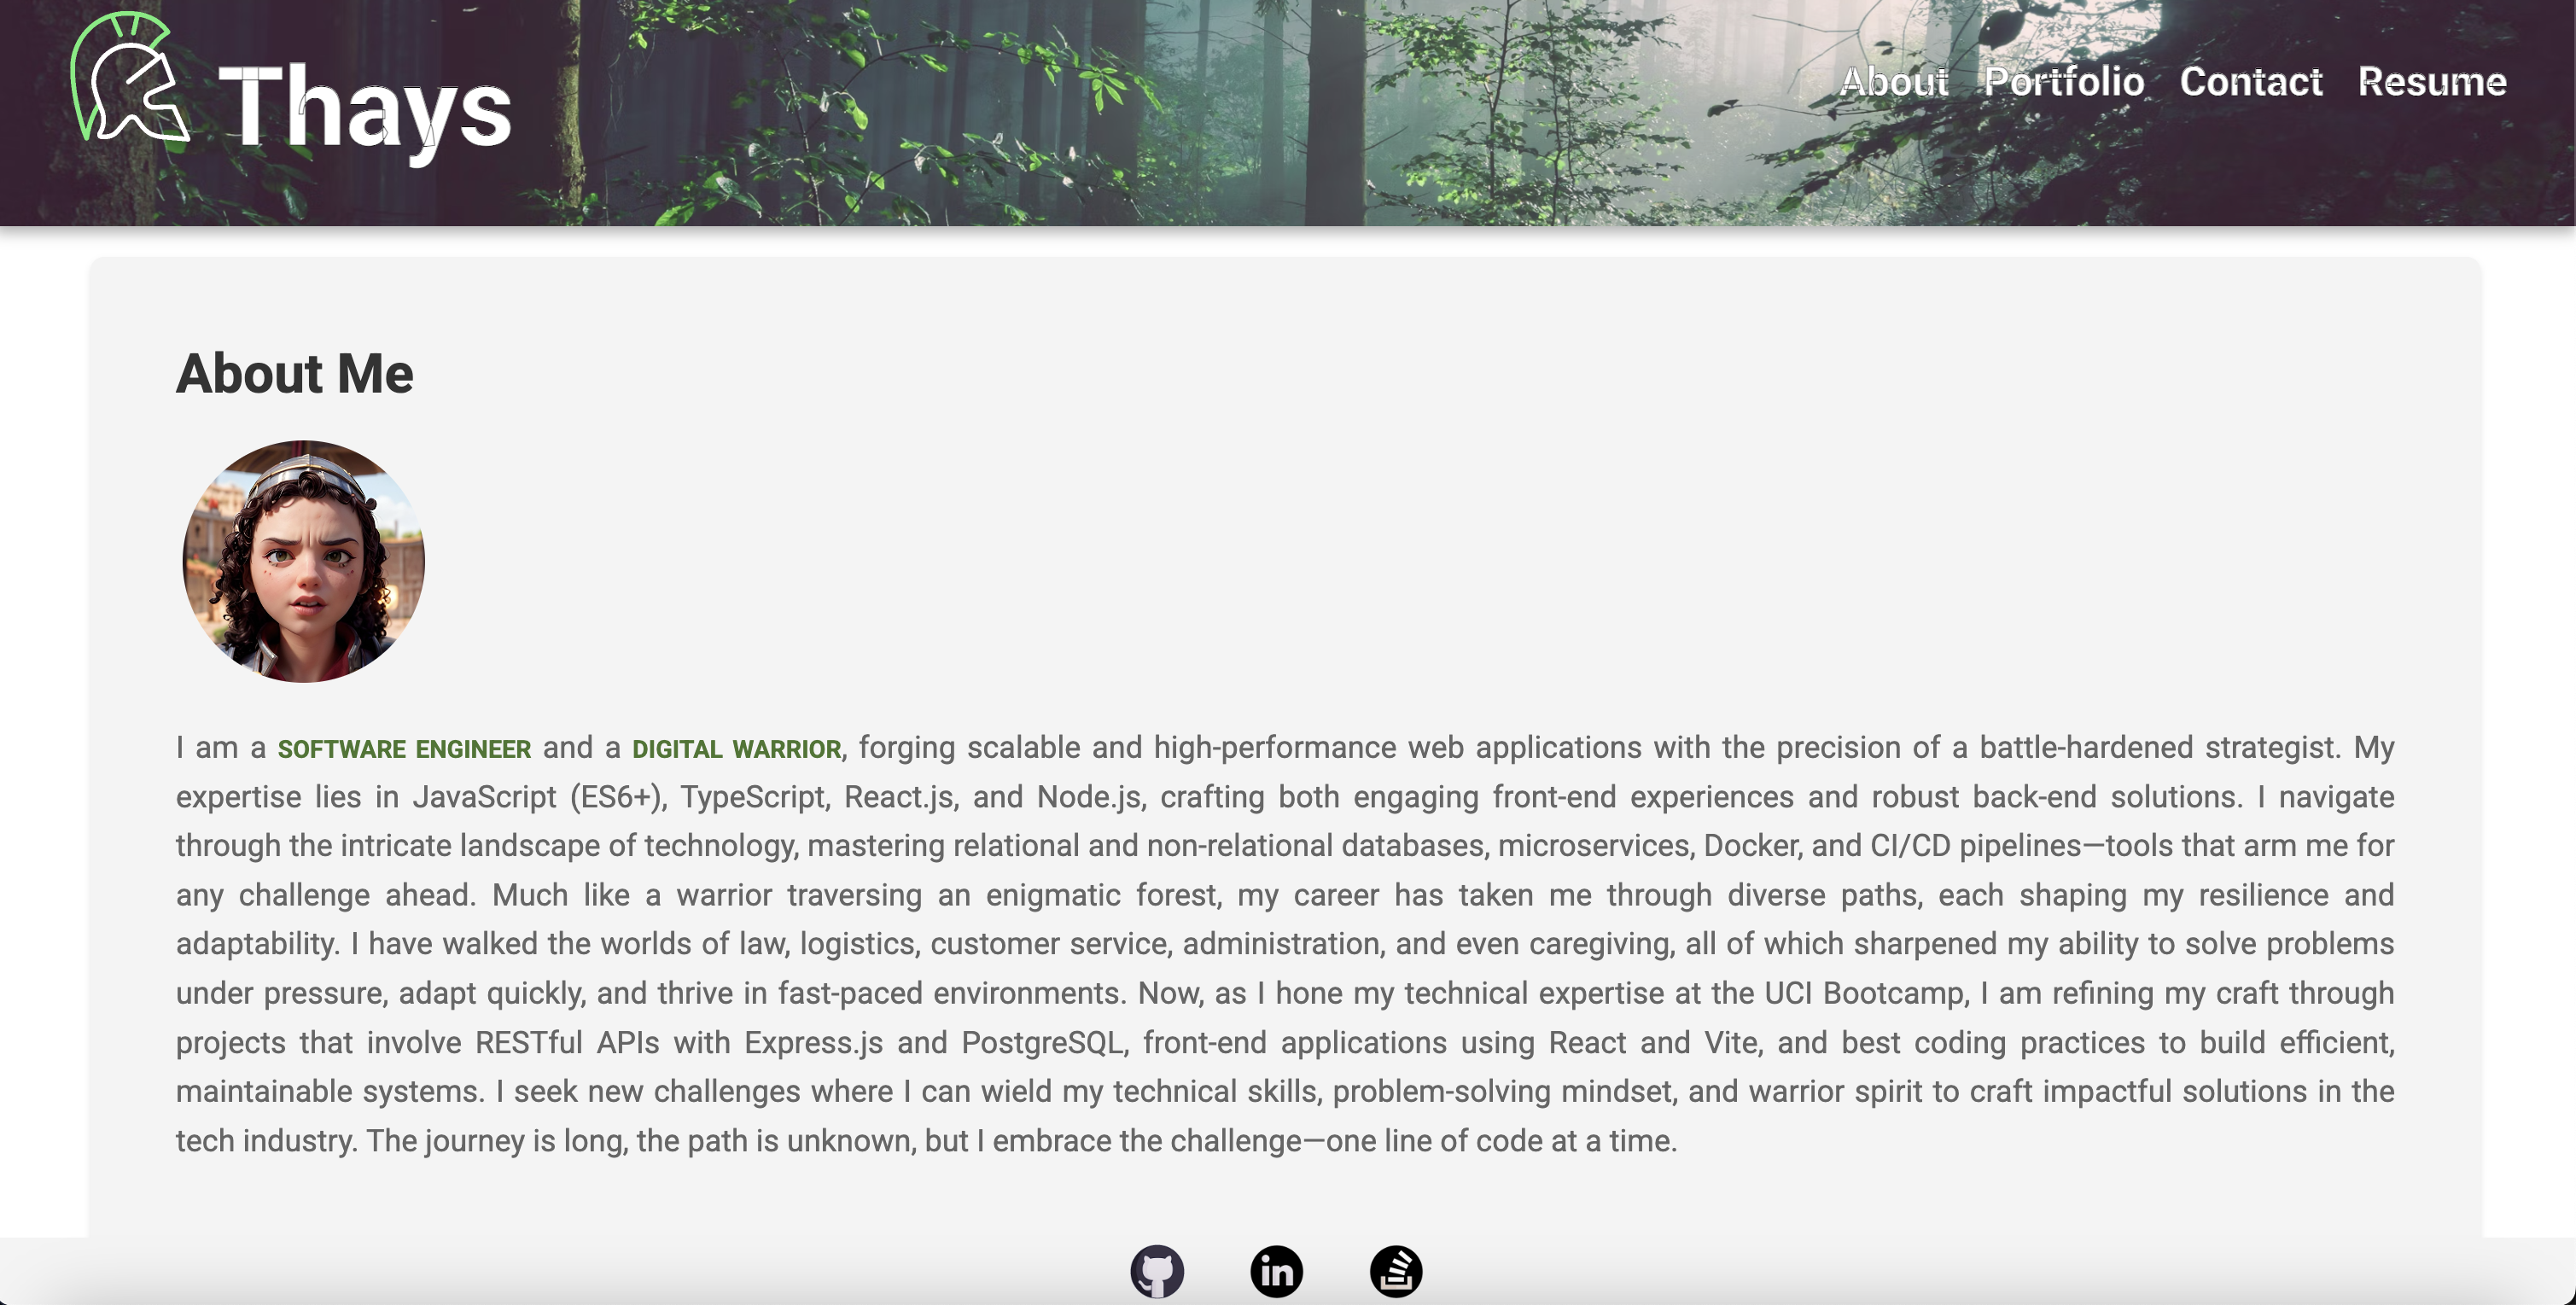 Thays
About Portfolio Contact Resume
About Me
I am a SOFTWARE ENGINEER and a DIGITAL WARRIOR, forging scalable and high-performance web applications with the precision of a battle-hardened strategist. My
expertise lies in JavaScript (ES6+), TypeScript, React.js, and Node.js, crafting both engaging front-end experiences and robust back-end solutions. I navigate
through the intricate landscape of technology, mastering relational and non-relational databases, microservices, Docker, and CI/CD pipelines—tools that arm me for
any challenge ahead. Much like a warrior traversing an enigmatic forest, my career has taken me through diverse paths, each shaping my resilience and
adaptability. I have walked the worlds of law, logistics, customer service, administration, and even caregiving, all of which sharpened my ability to solve problems
under pressure, adapt quickly, and thrive in fast-paced environments. Now, as I hone my technical expertise at the UCI Bootcamp, I am refining my craft through
projects that involve RESTful APIs with Express.js and PostgreSQL, front-end applications using React and Vite, and best coding practices to build efficient,
maintainable systems. I seek new challenges where I can wield my technical skills, problem-solving mindset, and warrior spirit to craft impactful solutions in the
tech industry. The journey is long, the path is unknown, but I embrace the challenge—one line of code at a time.
in